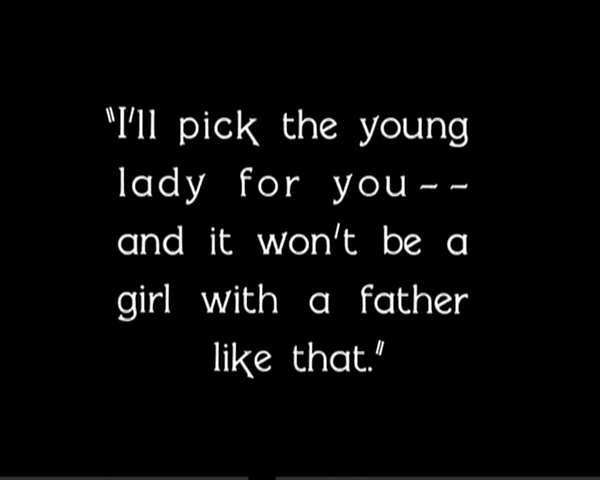 "I'll pick the young
lady for you--
and it won't be a
girl with a father
like that."